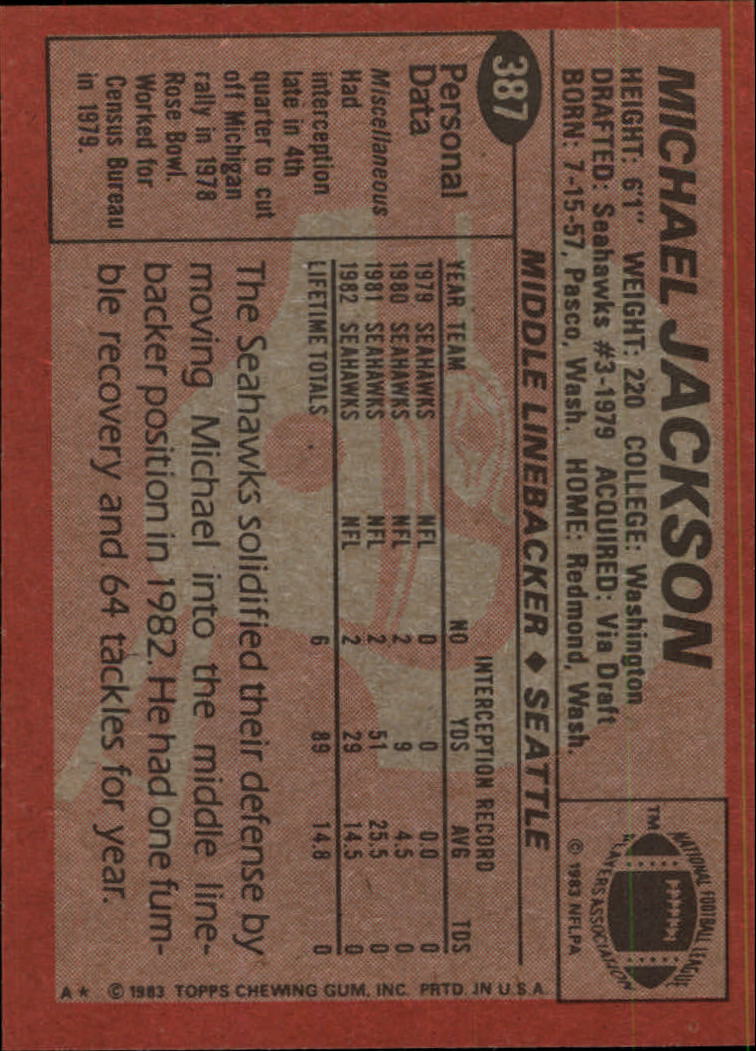 MICHAEL JACKSON
HEIGHT: 6'1" WEIGHT: 220 COLLEGE: Washington
DRAFTED: Seahawks #3-1979 ACQUIRED: Via Draft
BORN: 7-15-57, Pasco, Wash. HOME: Redmond, Wash.
NATIONAL FOOTBALL LEAGUE
PLAYERS ASSOCIATION
TM
© 1983 NFLPA
387
MIDDLE LINEBACKER ♦ SEATTLE
Personal
Data
Miscellaneous
Had
interception
late in 4th
quarter to cut
off Michigan
rally in 1978
Rose Bowl.
Worked for
Census Bureau
in 1979.
INTERCEPTION RECORD
YEAR TEAM NO YDS AVG TDS
1979 SEAHAWKS NFL 0 0 0.0 0
1980 SEAHAWKS NFL 2 9 4.5 0
1981 SEAHAWKS NFL 2 51 25.5 0
1982 SEAHAWKS NFL 2 29 14.5 0
LIFETIME TOTALS 6 89 14.8 0
The Seahawks solidified their defense by
moving Michael into the middle line-
backer position in 1982. He had one fum-
ble recovery and 64 tackles for year.
A* © 1983 TOPPS CHEWING GUM, INC. PRTD. IN U.S.A.